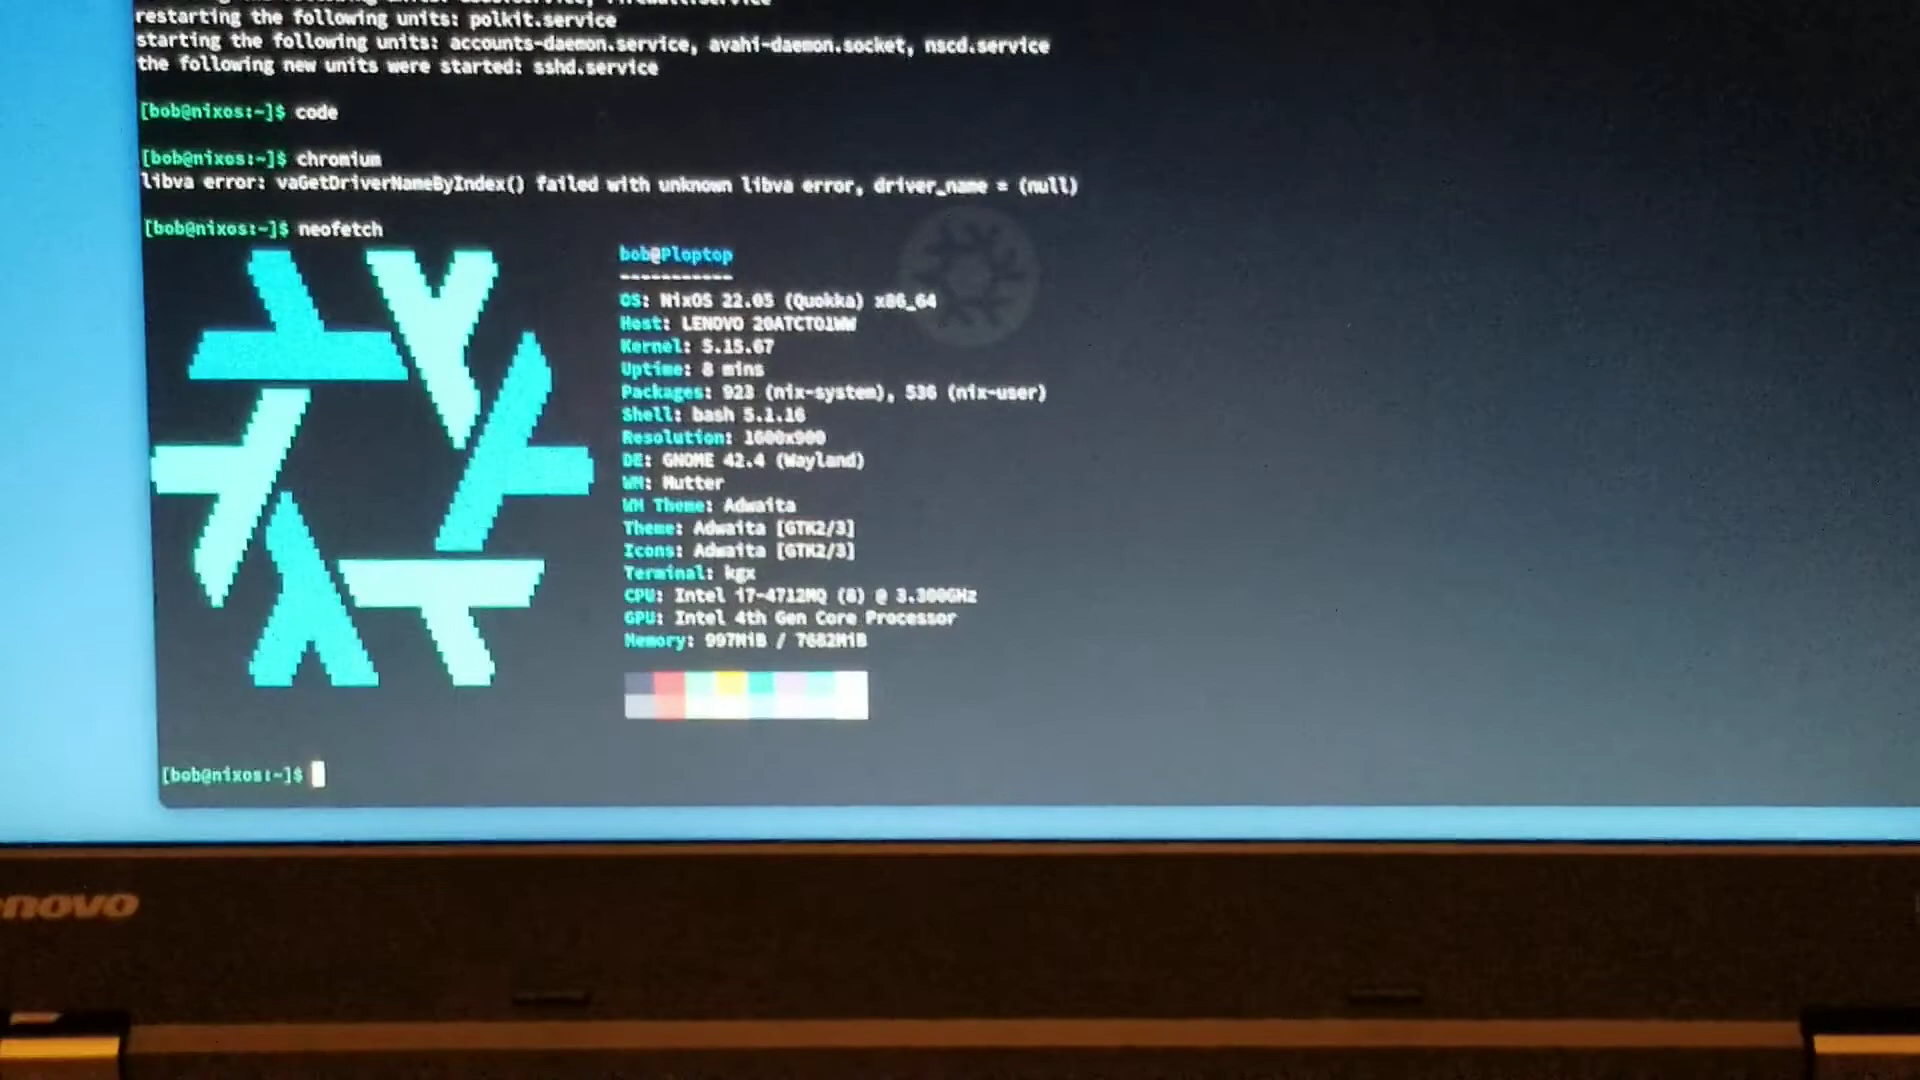 restarting the following units: polkit.service
starting the following units: accounts-daemon.service, avahi-daemon.socket, nscd.service
the following new units were started: sshd.service
[bob@nixos:~]$ code
[bob@nixos:~]$ chromium
libva error: vaGetDriverNameByIndex() failed with unknown libva error, driver_name = (null)
[bob@nixos:~]$ neofetch
bob@Ploptop
-----------
OS: NixOS 22.05 (Quokka) x86_64
Host: LENOVO 20ATCTO1WW
Kernel: 5.15.67
Uptime: 8 mins
Packages: 923 (nix-system), 536 (nix-user)
Shell: bash 5.1.16
Resolution: 1600x900
DE: GNOME 42.4 (Wayland)
WM: Mutter
WM Theme: Adwaita
Theme: Adwaita [GTK2/3]
Icons: Adwaita [GTK2/3]
Terminal: kgx
CPU: Intel i7-4712MQ (8) @ 3.300GHz
GPU: Intel 4th Gen Core Processor
Memory: 997MiB / 7682MiB
[bob@nixos:~]$
novo